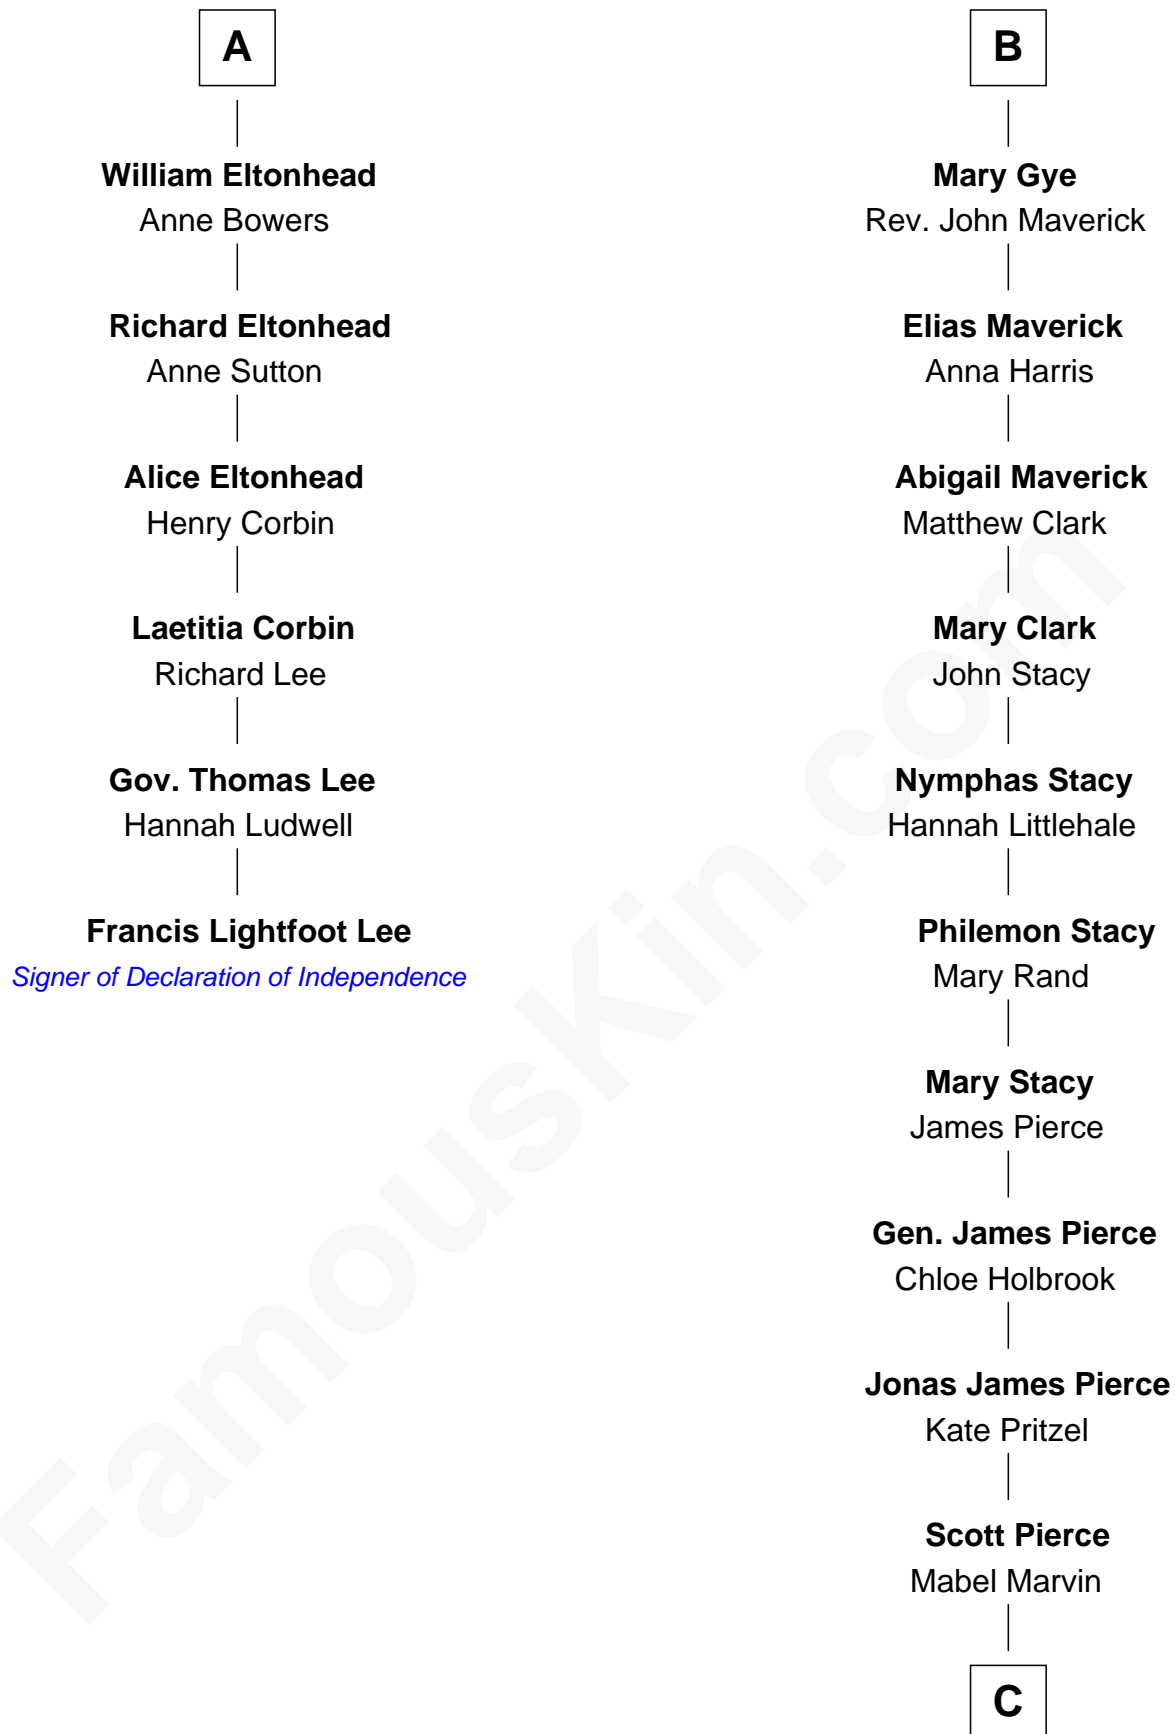 A
William Eltonhead
Anne Bowers
Richard Eltonhead
Anne Sutton
Alice Eltonhead
Henry Corbin
Laetitia Corbin
Richard Lee
Gov. Thomas Lee
Hannah Ludwell
Francis Lightfoot Lee
Signer of Declaration of Independence
B
Mary Gye
Rev. John Maverick
Elias Maverick
Anna Harris
Abigail Maverick
Matthew Clark
Mary Clark
John Stacy
Nymphas Stacy
Hannah Littlehale
Philemon Stacy
Mary Rand
Mary Stacy
James Pierce
Gen. James Pierce
Chloe Holbrook
Jonas James Pierce
Kate Pritzel
Scott Pierce
Mabel Marvin
C
FamousKin.com